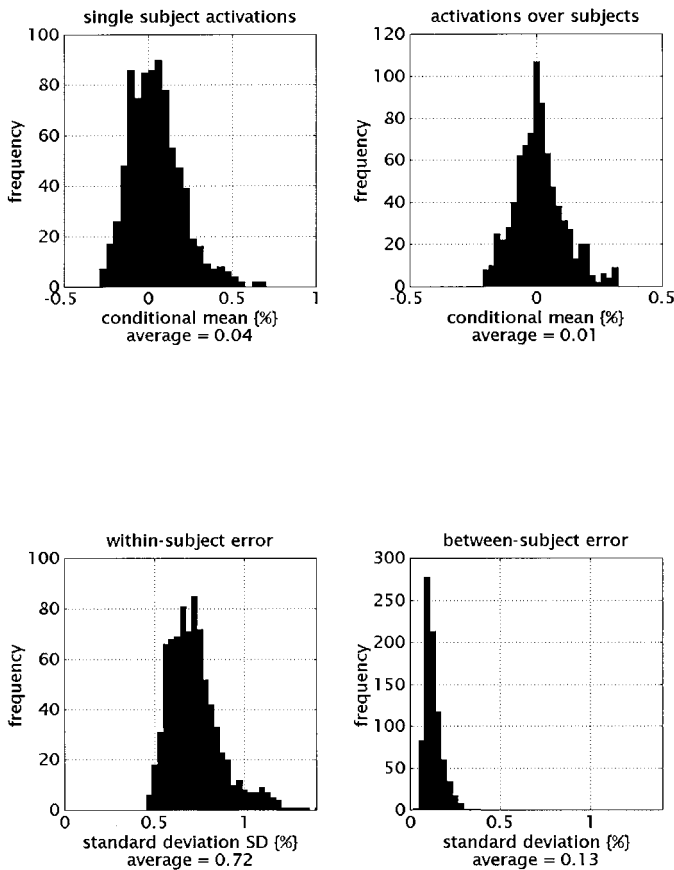 single subject activations
100
80
60
40
20
0
frequency
-0.5 0 0.5 1
conditional mean {%}
average = 0.04
activations over subjects
120
100
80
60
40
20
0
frequency
-0.5 0 0.5
conditional mean {%}
average = 0.01
within-subject error
100
80
60
40
20
0
frequency
0 0.5 1
standard deviation SD {%}
average = 0.72
between-subject error
300
250
200
150
100
50
0
frequency
0 0.5 1
standard deviation {%}
average = 0.13